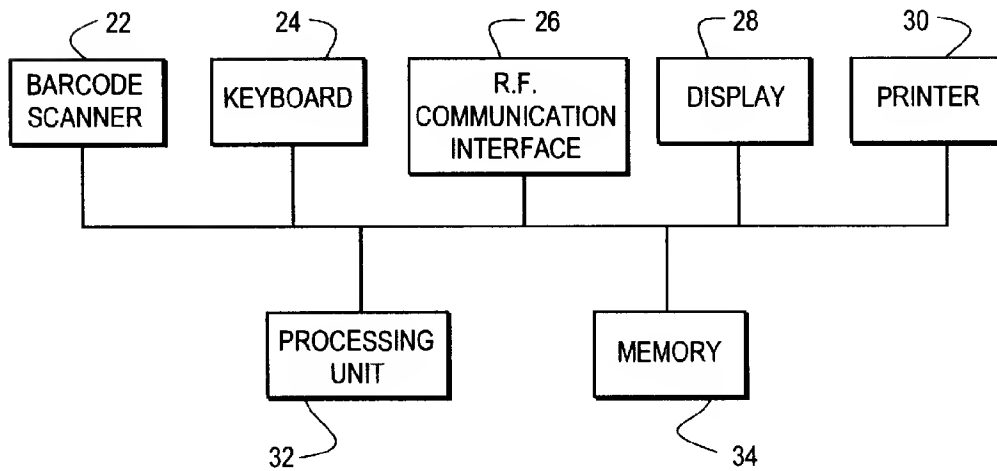 22
24
26
28
30
BARCODE
SCANNER
KEYBOARD
R.F.
COMMUNICATION
INTERFACE
DISPLAY
PRINTER
PROCESSING
UNIT
MEMORY
32
34